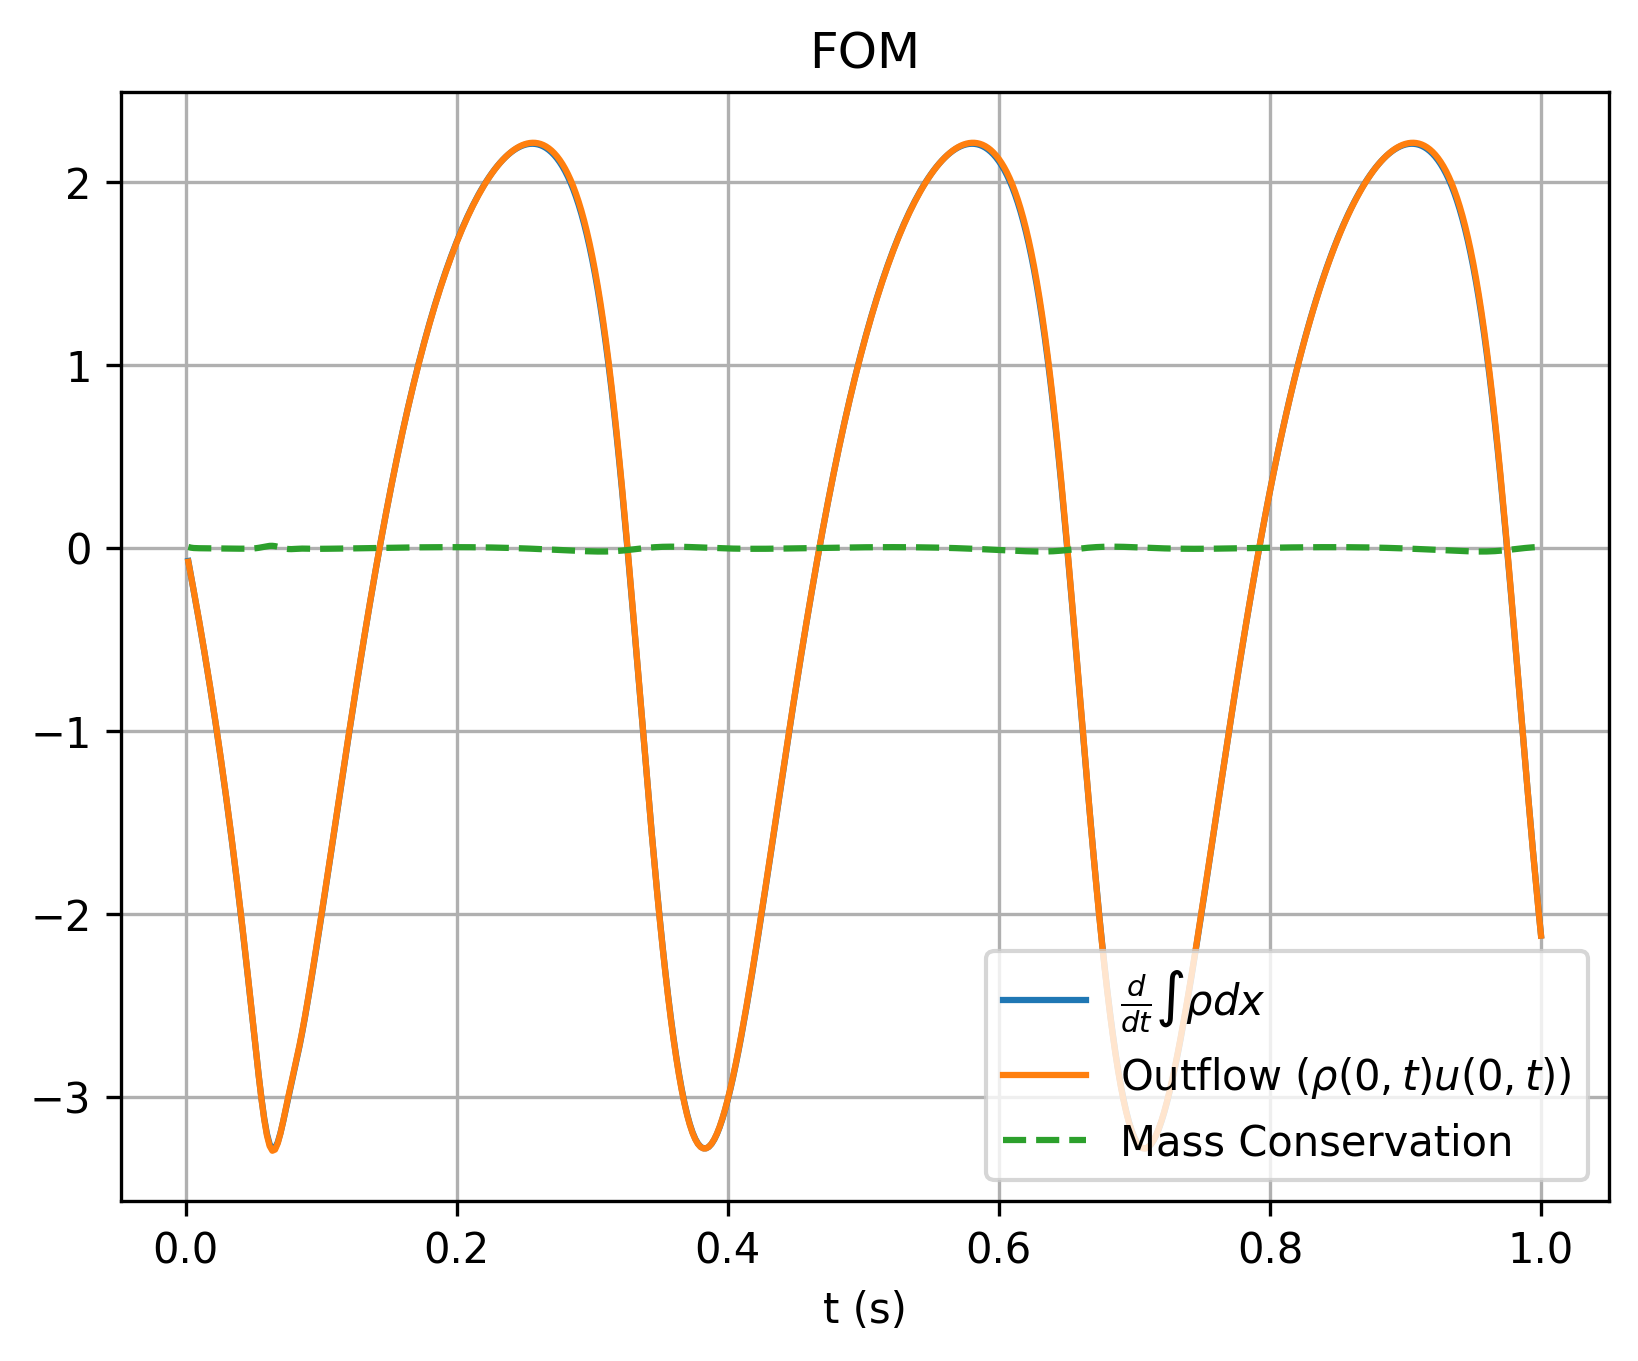 FOM
2
1
0
−1
−2
−3
0.0 0.2 0.4 0.6 0.8 1.0
t (s)
d/dt ∫ρdx
Outflow (ρ(0, t)u(0, t))
Mass Conservation